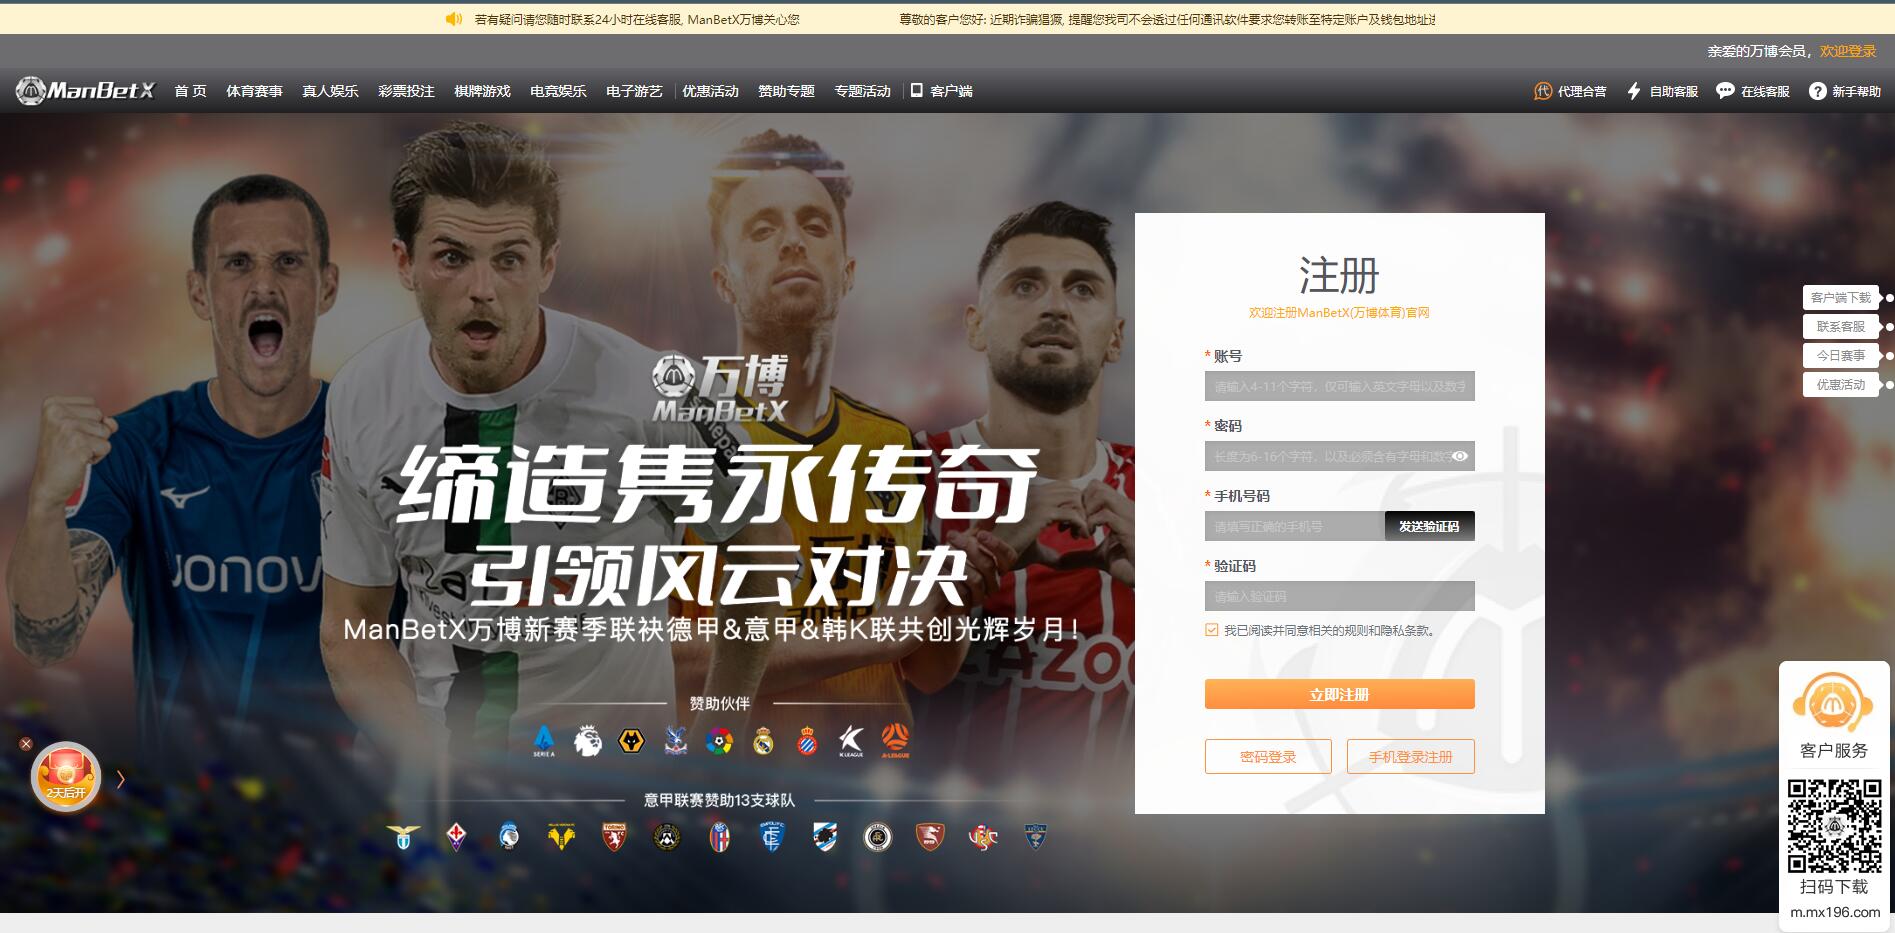 若有疑问请您随时联系24小时在线客服, ManBetX万博关心您
尊敬的客户您好: 近期诈骗猖獗, 提醒您我司不会透过任何通讯软件要求您转账至特定账户及钱包地址
亲爱的万博会员，欢迎登录
ManBetX
首 页
体育赛事
真人娱乐
彩票投注
棋牌游戏
电竞娱乐
电子游艺
优惠活动
赞助专题
专题活动
客户端
代 代理合营
自助客服
在线客服
? 新手帮助
注册
欢迎注册ManBetX(万博体育)官网
* 账号
请输入4-11个字符，仅可输入英文字母以及数字
* 密码
长度为6-16个字符，以及必须含有字母和数字
* 手机号码
请填写正确的手机号
发送验证码
* 验证码
请输入验证码
我已阅读并同意相关的规则和隐私条款。
立即注册
密码登录
手机登录注册
客户端下载
联系客服
今日赛事
优惠活动
万博
ManBetX
缔造隽永传奇
引领风云对决
ManBetX万博新赛季联袂德甲&意甲&韩K联共创光辉岁月!
赞助伙伴
SERIE A
K LEAGUE
A-LEAGUE
意甲联赛赞助13支球队
TORINO
2天后开
客户服务
扫码下载
m.mx196.com
JONOV
CAZOO